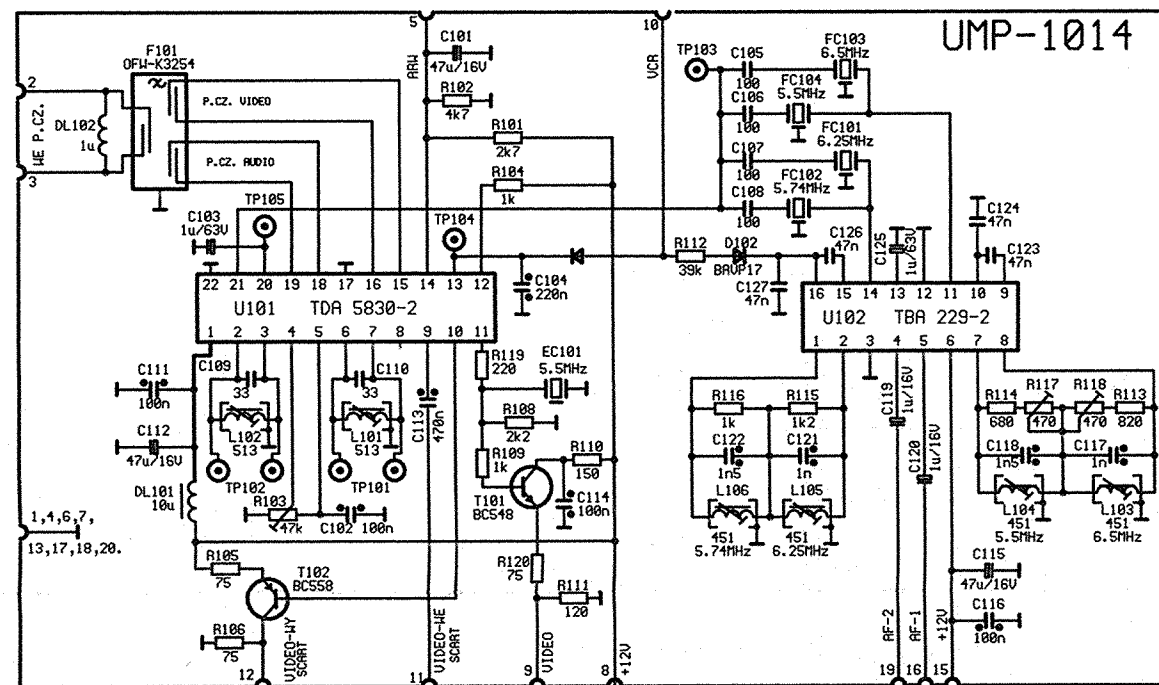 UMP-1014
5
10
2
3
WE P.CZ.
F101
OFW-K3254
DL102
1u
P.CZ. VIDEO
P.CZ. AUDIO
ARW
C101
47u/16V
R102
4k7
R101
2k7
R104
1k
VCR
TP103
C105
100
C106
100
C107
100
C108
100
FC103
6.5MHz
FC104
5.5MHz
FC101
6.25MHz
FC102
5.74MHz
TP105
C103
1u/63V
TP104
C104
220n
R112
39k
D102
BAVP17
C126
47n
C127
47n
C125
1u/63V
C124
47n
C123
47n
22 21 20 19 18 17 16 15 14 13 12
U101 TDA 5830-2
1 2 3 4 5 6 7 8 9 10 11
16 15 14 13 12 11 10 9
U102 TBA 229-2
1 2 3 4 5 6 7 8
C111
100n
C112
47u/16V
DL101
10u
C109
33
L102
513
TP102
C110
33
L101
513
TP101
R103
47k
C102 100n
C113
470n
R119
220
EC101
5.5MHz
R108
2k2
R109
1k
T101
BC548
R110
150
C114
100n
R120
75
R111
120
1,4,6,7,
13,17,18,20.
R105
75
T102
BC558
R106
75
VIDEO-WY
SCART
VIDEO-WE
SCART
VIDEO
+12V
12
11
9
8
R116
1k
R115
1k2
C122
1n5
C121
1n
L106
451
5.74MHz
L105
451
6.25MHz
C119
1u/16V
C120
1u/16V
R114
680
R117
470
R118
470
R113
820
C118
1n5
C117
1n
L104
451
5.5MHz
L103
451
6.5MHz
C115
47u/16V
C116
100n
AF-2
AF-1
+12V
19
16
15